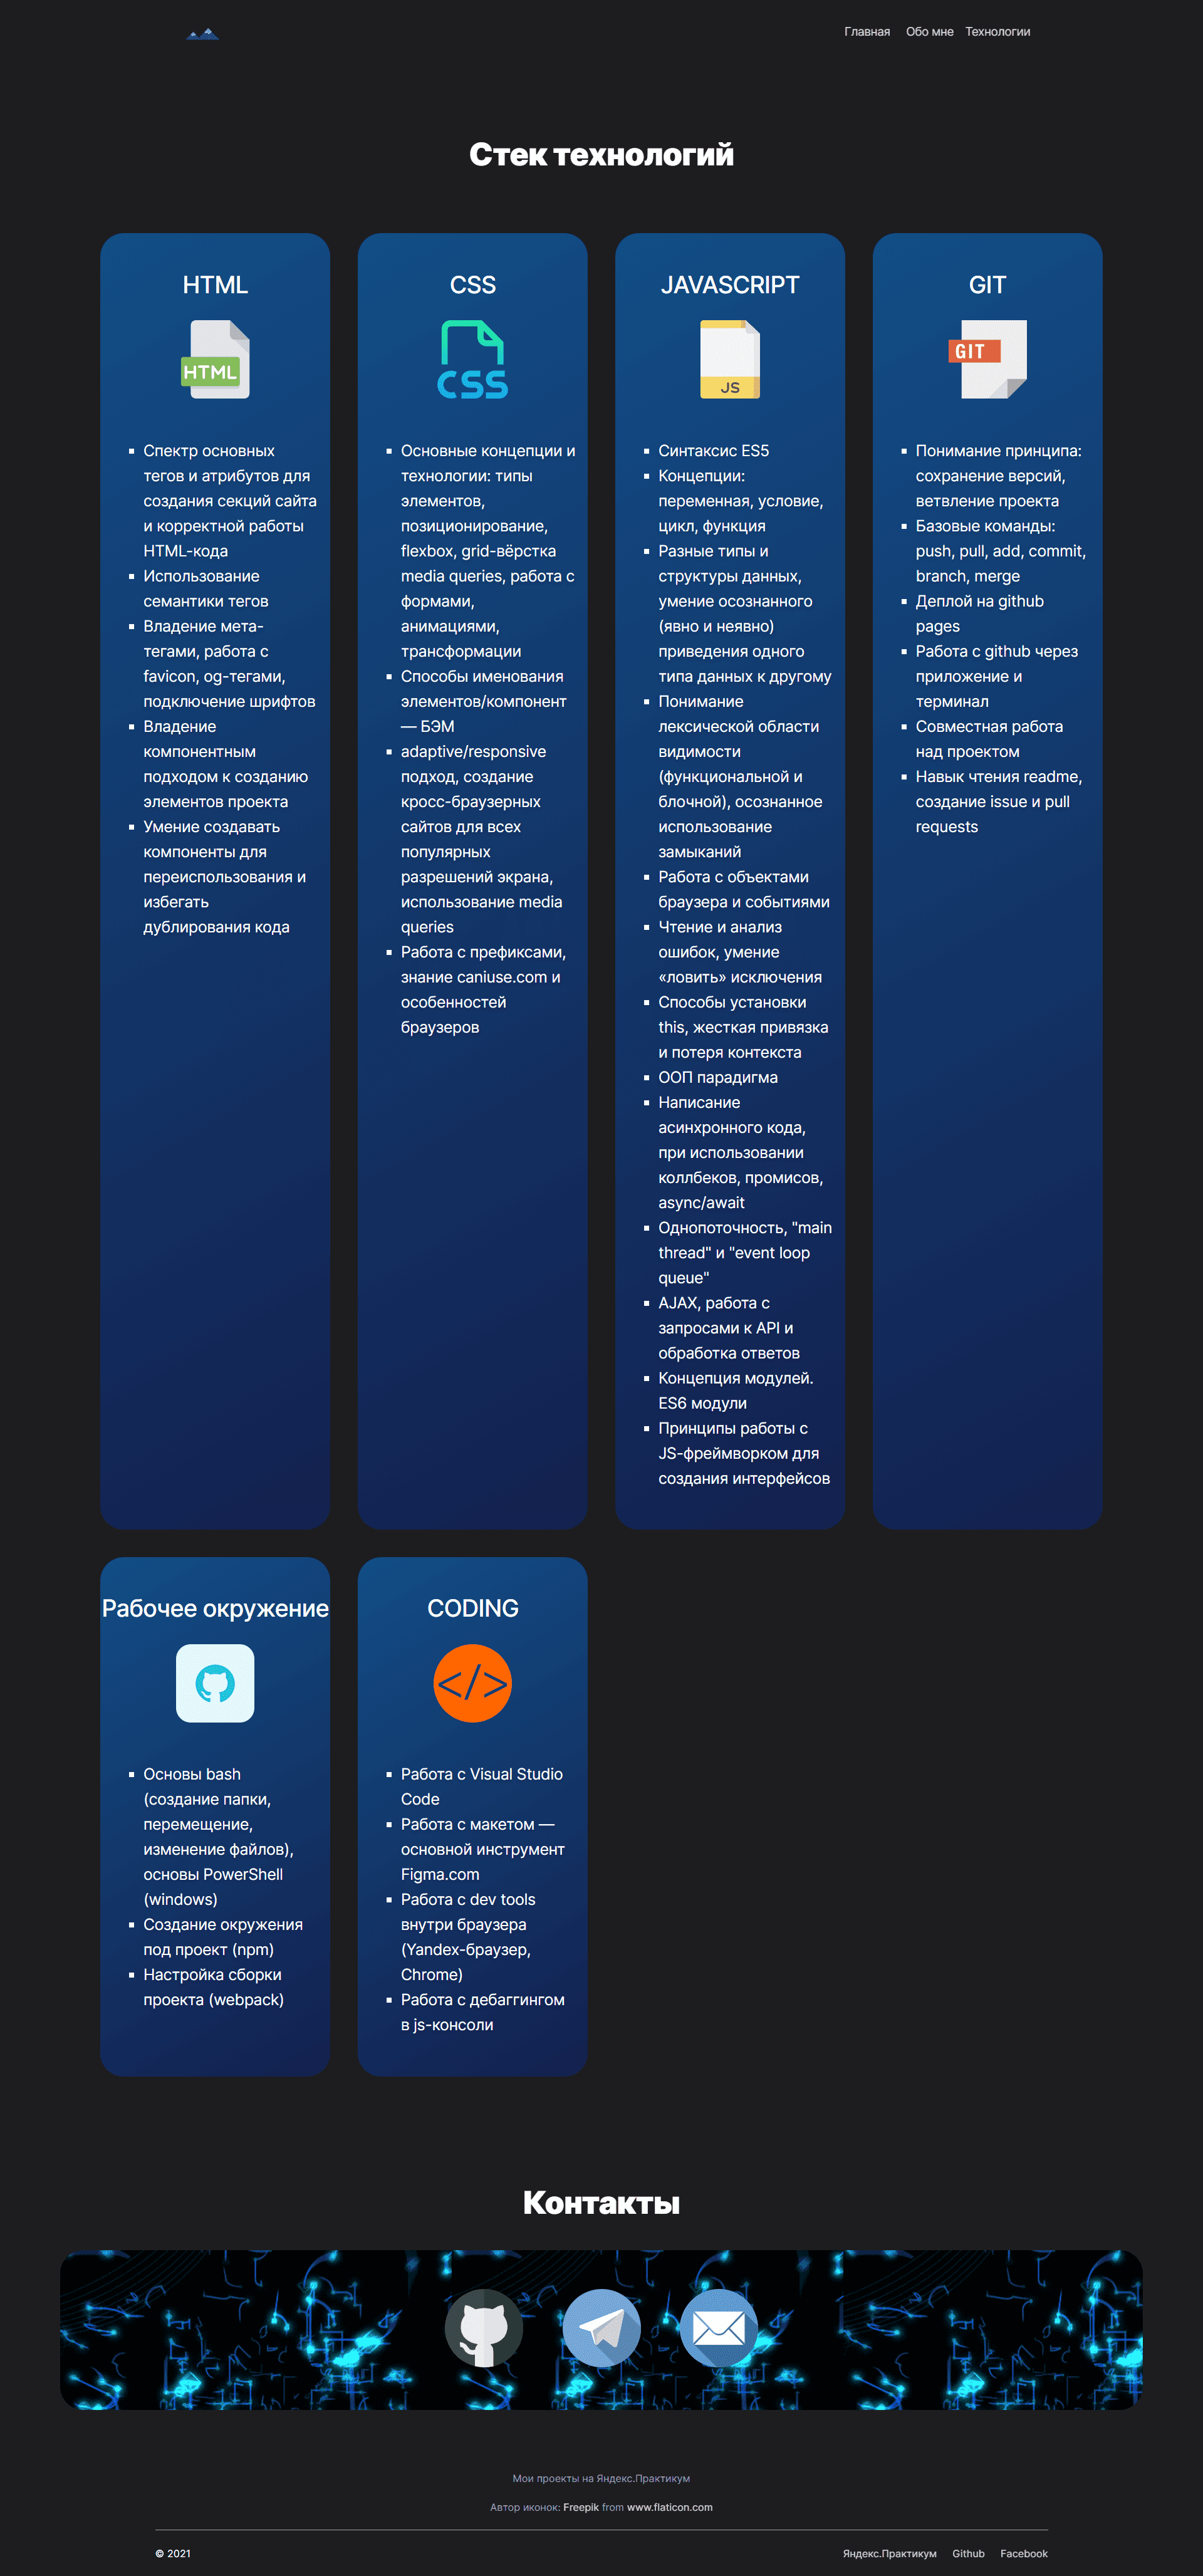 Главная Обо мне Технологии
Стек технологий
HTML
HTML
Спектр основных
тегов и атрибутов для
создания секций сайта
и корректной работы
HTML-кода
Использование
семантики тегов
Владение мета-
тегами, работа с
favicon, og-тегами,
подключение шрифтов
Владение
компонентным
подходом к созданию
элементов проекта
Умение создавать
компоненты для
переиспользования и
избегать
дублирования кода
CSS
CSS
Основные концепции и
технологии: типы
элементов,
позиционирование,
flexbox, grid-вёрстка
media queries, работа с
формами,
анимациями,
трансформации
Способы именования
элементов/компонент
— БЭМ
adaptive/responsive
подход, создание
кросс-браузерных
сайтов для всех
популярных
разрешений экрана,
использование media
queries
Работа с префиксами,
знание caniuse.com и
особенностей
браузеров
JAVASCRIPT
JS
Синтаксис ES5
Концепции:
переменная, условие,
цикл, функция
Разные типы и
структуры данных,
умение осознанного
(явно и неявно)
приведения одного
типа данных к другому
Понимание
лексической области
видимости
(функциональной и
блочной), осознанное
использование
замыканий
Работа с объектами
браузера и событиями
Чтение и анализ
ошибок, умение
«ловить» исключения
Способы установки
this, жесткая привязка
и потеря контекста
ООП парадигма
Написание
асинхронного кода,
при использовании
коллбеков, промисов,
async/await
Однопоточность, "main
thread" и "event loop
queue"
AJAX, работа с
запросами к API и
обработка ответов
Концепция модулей.
ES6 модули
Принципы работы с
JS-фреймворком для
создания интерфейсов
GIT
GIT
Понимание принципа:
сохранение версий,
ветвление проекта
Базовые команды:
push, pull, add, commit,
branch, merge
Деплой на github
pages
Работа с github через
приложение и
терминал
Совместная работа
над проектом
Навык чтения readme,
создание issue и pull
requests
Рабочее окружение
Основы bash
(создание папки,
перемещение,
изменение файлов),
основы PowerShell
(windows)
Создание окружения
под проект (npm)
Настройка сборки
проекта (webpack)
CODING
</>
Работа с Visual Studio
Code
Работа с макетом —
основной инструмент
Figma.com
Работа с dev tools
внутри браузера
(Yandex-браузер,
Chrome)
Работа с дебаггингом
в js-консоли
Контакты
Мои проекты на Яндекс.Практикум
Автор иконок: Freepik from www.flaticon.com
© 2021
Яндекс.Практикум Github Facebook